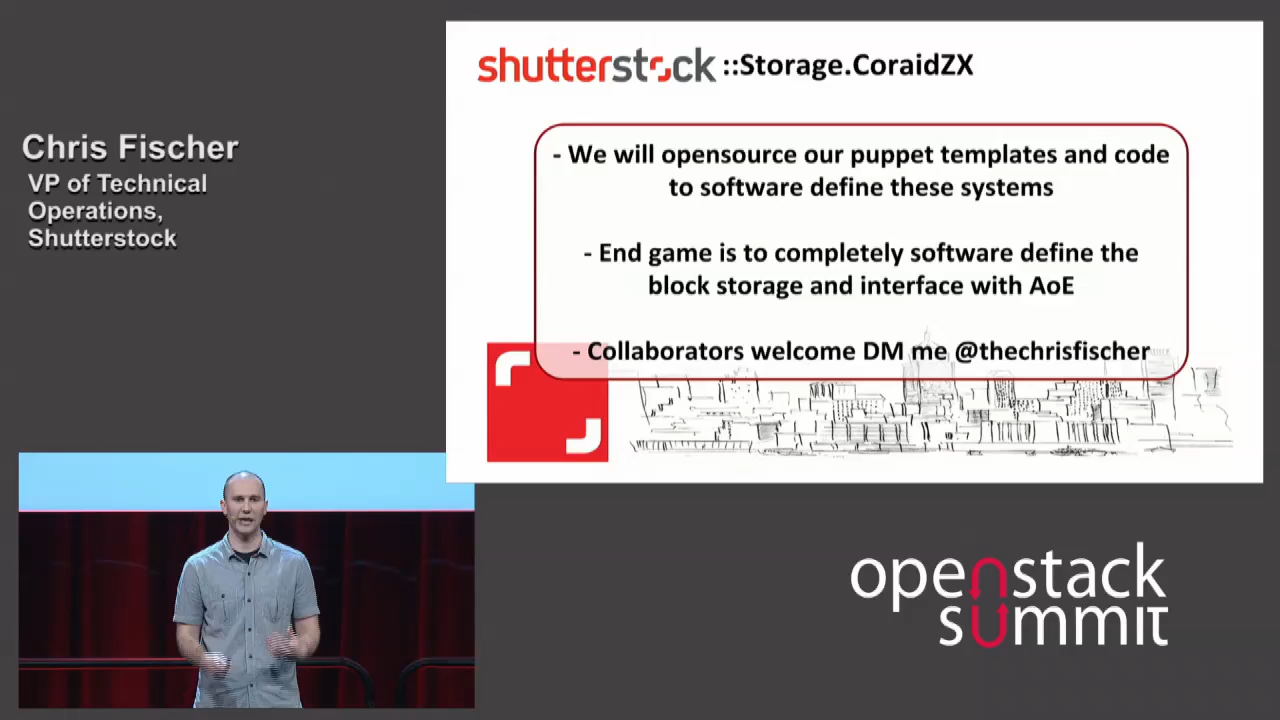 Chris Fischer
VP of Technical
Operations,
Shutterstock
shutterstock ::Storage.CoraidZX
- We will opensource our puppet templates and code
to software define these systems
- End game is to completely software define the
block storage and interface with AoE
- Collaborators welcome DM me @thechrisfischer
openstack
summit